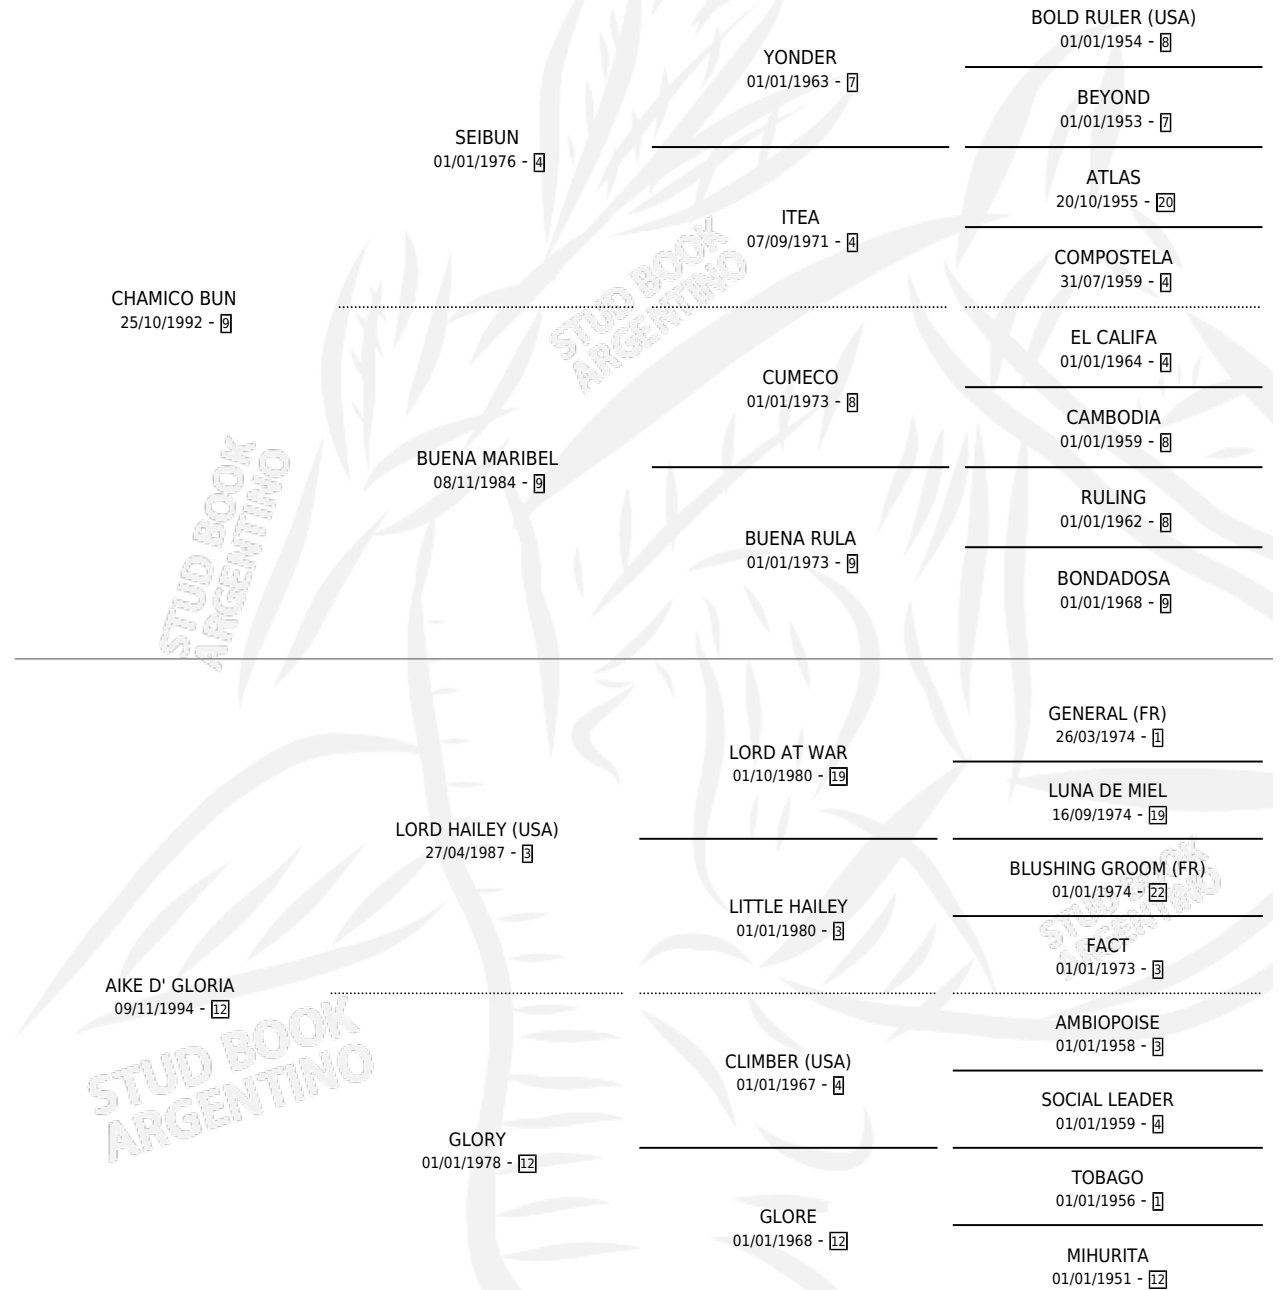 BOLD RULER (USA)
01/01/1954 - 8
YONDER
01/01/1963 - 7
BEYOND
01/01/1953 - 7
SEIBUN
01/01/1976 - 4
ATLAS
20/10/1955 - 20
ITEA
07/09/1971 - 4
COMPOSTELA
31/07/1959 - 4
CHAMICO BUN
25/10/1992 - 9
EL CALIFA
01/01/1964 - 4
CUMECO
01/01/1973 - 8
CAMBODIA
01/01/1959 - 8
BUENA MARIBEL
08/11/1984 - 9
RULING
01/01/1962 - 8
BUENA RULA
01/01/1973 - 9
BONDADOSA
01/01/1968 - 9
STUD BOOK
ARGENTINO
STUD BOOK
ARGENTINO
GENERAL (FR)
26/03/1974 - 1
LORD AT WAR
01/10/1980 - 19
LUNA DE MIEL
16/09/1974 - 19
LORD HAILEY (USA)
27/04/1987 - 3
BLUSHING GROOM (FR)
01/01/1974 - 22
LITTLE HAILEY
01/01/1980 - 3
FACT
01/01/1973 - 3
AIKE D' GLORIA
09/11/1994 - 12
AMBIOPOISE
01/01/1958 - 3
CLIMBER (USA)
01/01/1967 - 4
SOCIAL LEADER
01/01/1959 - 4
GLORY
01/01/1978 - 12
TOBAGO
01/01/1956 - 1
GLORE
01/01/1968 - 12
MIHURITA
01/01/1951 - 12
STUD BOOK
ARGENTINO
STUD BOOK
ARGENTINO